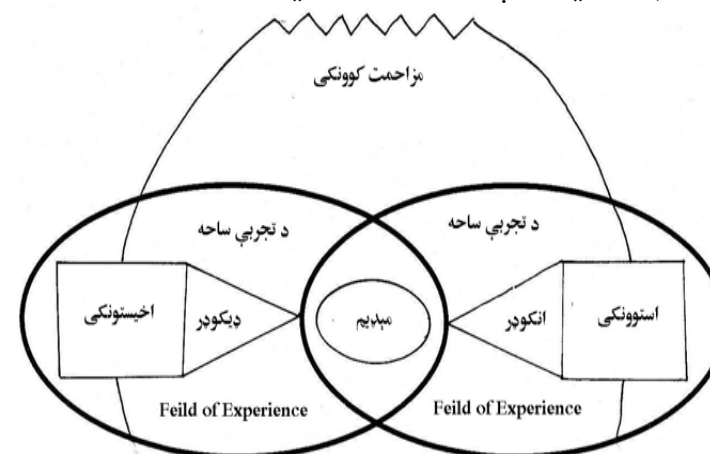 مزاحمت کوونکی
د تجربې ساحه
د تجربې ساحه
استوونکی
انکوډر
مېډیم
ډیکوډر
اخیستونکی
Feild of Experience
Feild of Experience